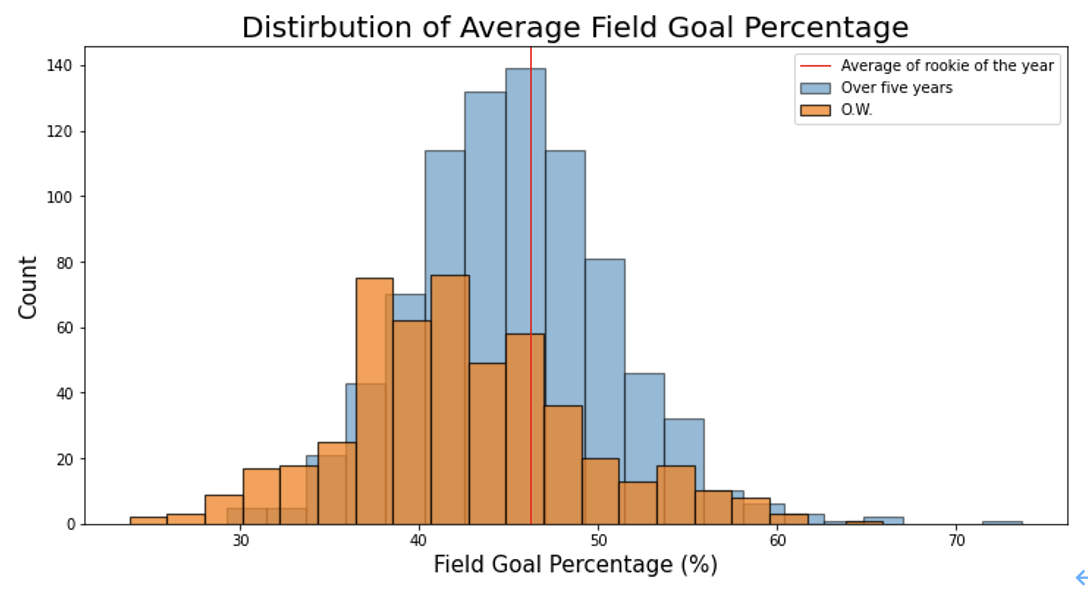 Distirbution of Average Field Goal Percentage
Average of rookie of the year
Over five years
O.W.
140
120
100
80
60
40
20
0
Count
30 40 50 60 70
Field Goal Percentage (%)